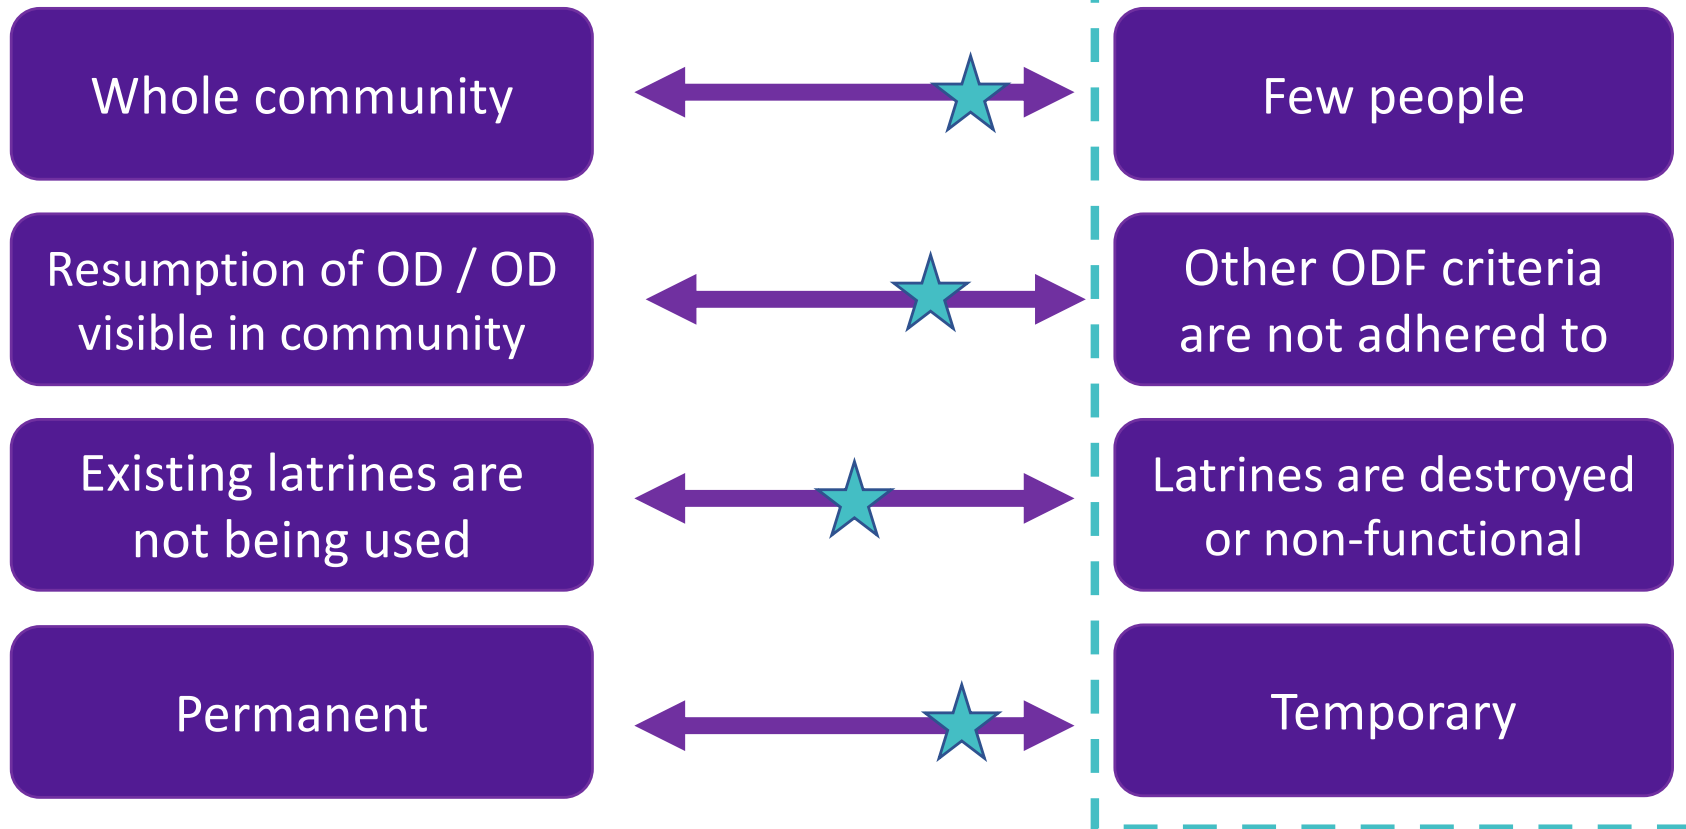 Whole community
Few people
Resumption of OD / OD
visible in community
Other ODF criteria
are not adhered to
Existing latrines are
not being used
Latrines are destroyed
or non-functional
Permanent
Temporary